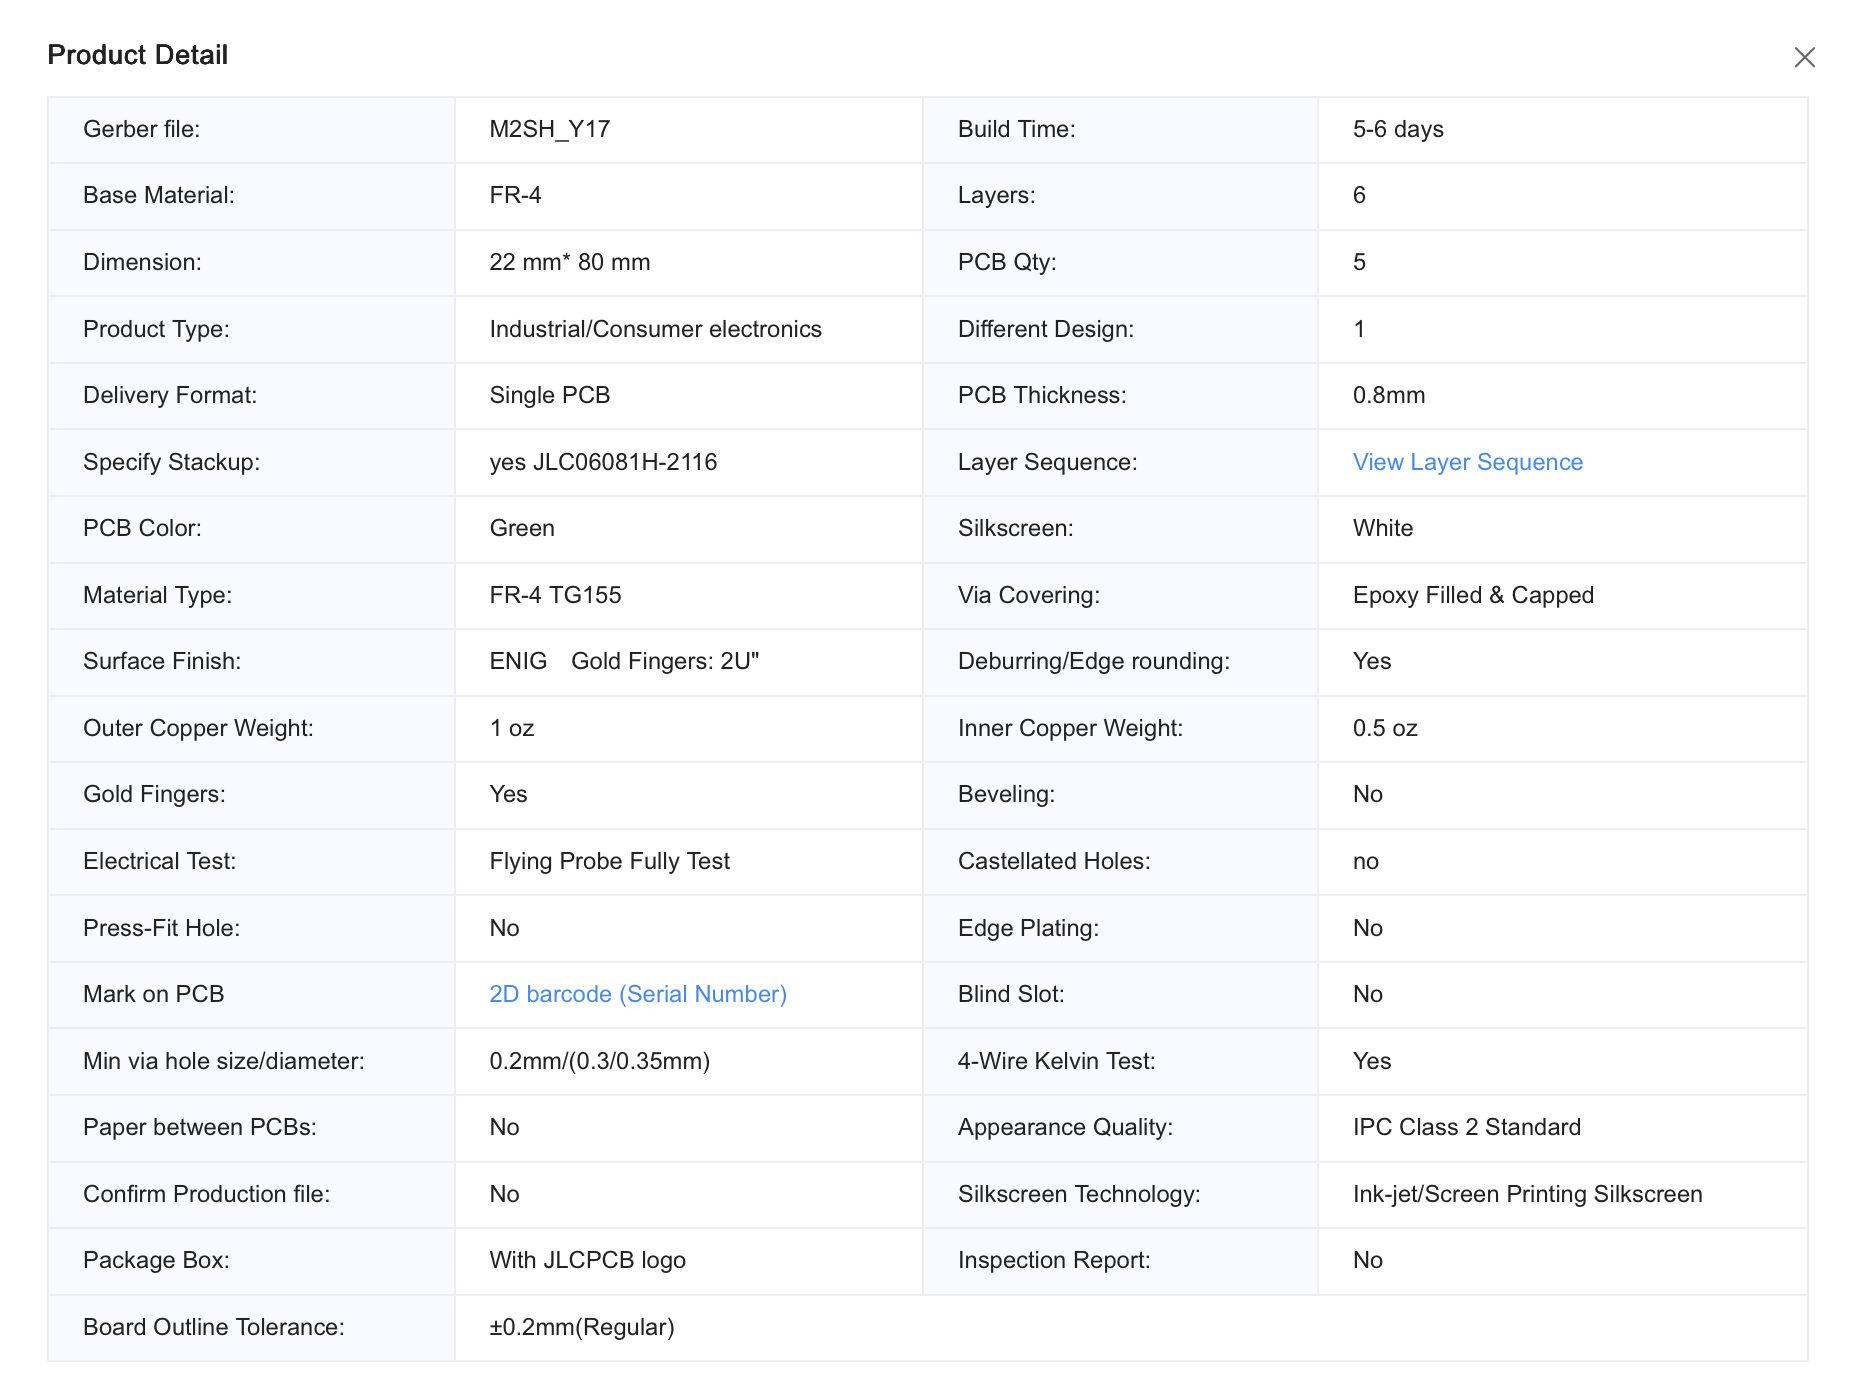 Product Detail
Gerber file: M2SH_Y17 Build Time: 5-6 days
Base Material: FR-4 Layers: 6
Dimension: 22 mm* 80 mm PCB Qty: 5
Product Type: Industrial/Consumer electronics Different Design: 1
Delivery Format: Single PCB PCB Thickness: 0.8mm
Specify Stackup: yes JLC06081H-2116 Layer Sequence: View Layer Sequence
PCB Color: Green Silkscreen: White
Material Type: FR-4 TG155 Via Covering: Epoxy Filled & Capped
Surface Finish: ENIG Gold Fingers: 2U" Deburring/Edge rounding: Yes
Outer Copper Weight: 1 oz Inner Copper Weight: 0.5 oz
Gold Fingers: Yes Beveling: No
Electrical Test: Flying Probe Fully Test Castellated Holes: no
Press-Fit Hole: No Edge Plating: No
Mark on PCB 2D barcode (Serial Number) Blind Slot: No
Min via hole size/diameter: 0.2mm/(0.3/0.35mm) 4-Wire Kelvin Test: Yes
Paper between PCBs: No Appearance Quality: IPC Class 2 Standard
Confirm Production file: No Silkscreen Technology: Ink-jet/Screen Printing Silkscreen
Package Box: With JLCPCB logo Inspection Report: No
Board Outline Tolerance: ±0.2mm(Regular)